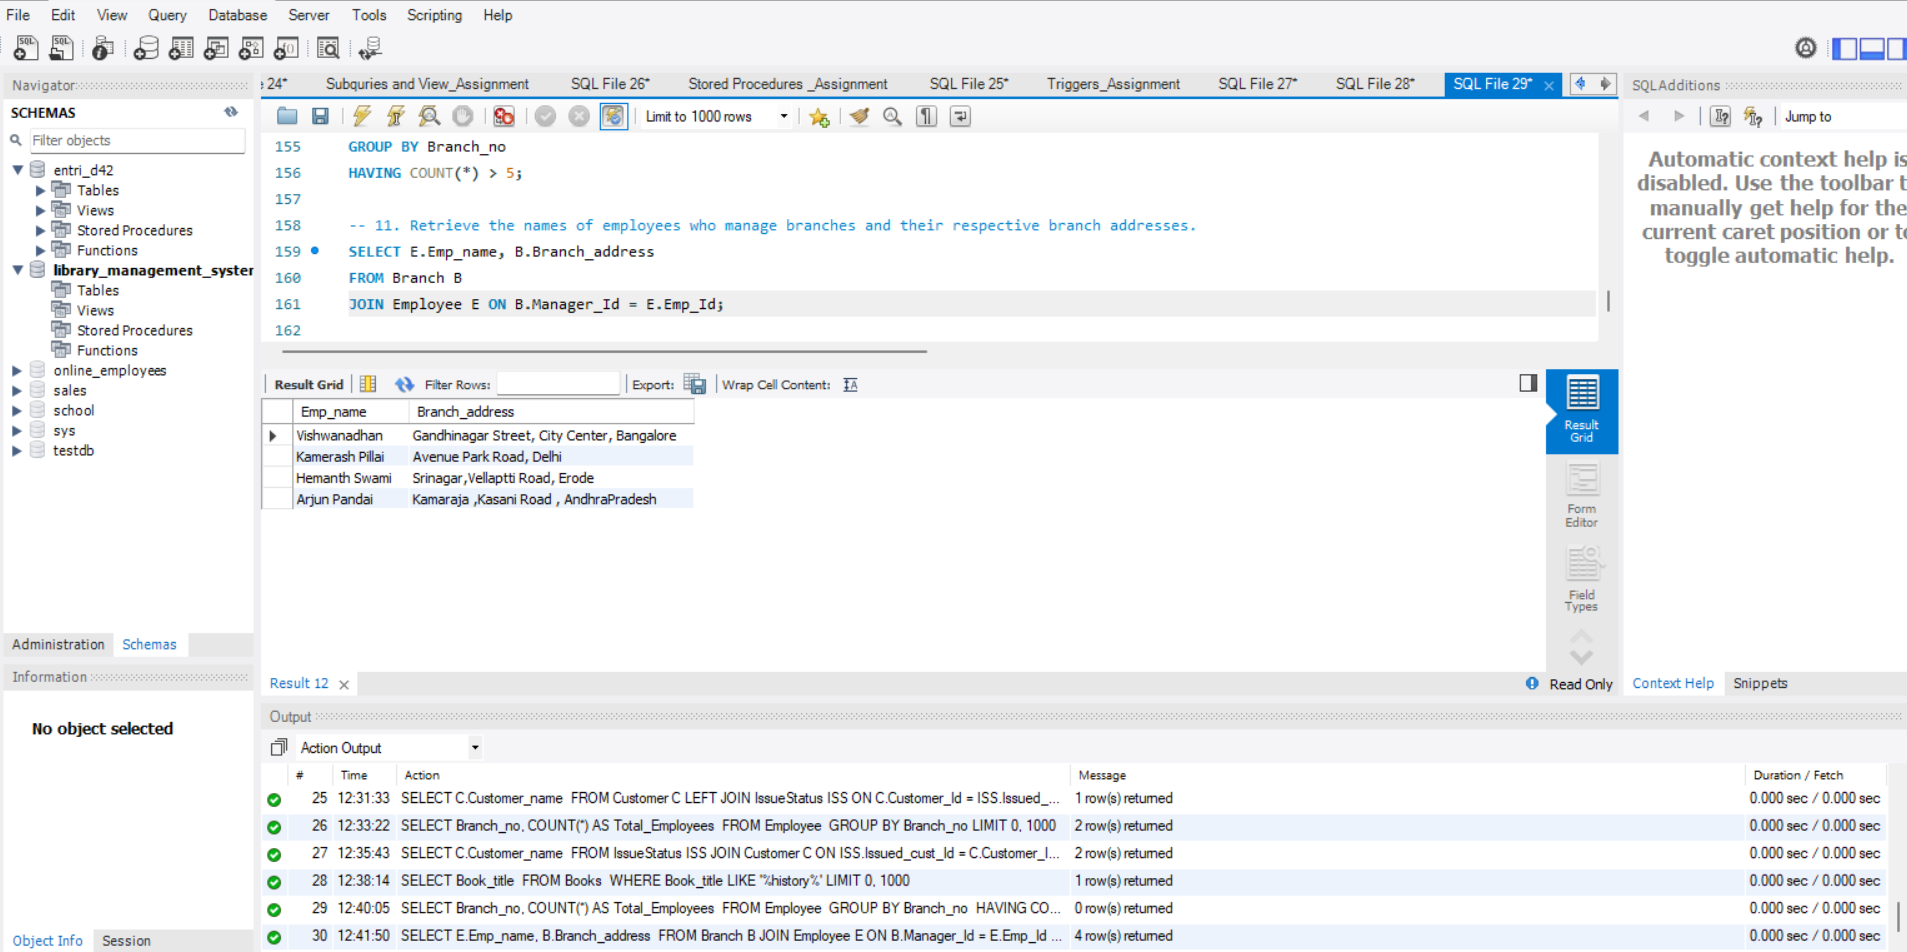 File Edit View Query Database Server Tools Scripting Help
Navigator
SCHEMAS
Filter objects
entri_d42
Tables
Views
Stored Procedures
Functions
library_management_syster
Tables
Views
Stored Procedures
Functions
online_employees
sales
school
sys
testdb
Administration Schemas
Information
No object selected
Object Info Session
24* Subquries and View_Assignment SQL File 26* Stored Procedures _Assignment SQL File 25* Triggers_Assignment SQL File 27* SQL File 28* SQL File 29*
Limit to 1000 rows
155 GROUP BY Branch_no
156 HAVING COUNT(*) > 5;
157
158 -- 11. Retrieve the names of employees who manage branches and their respective branch addresses.
159 SELECT E.Emp_name, B.Branch_address
160 FROM Branch B
161 JOIN Employee E ON B.Manager_Id = E.Emp_Id;
162
Result Grid Filter Rows: Export: Wrap Cell Content:
Emp_name Branch_address
Vishwanadhan Gandhinagar Street, City Center, Bangalore
Kamerash Pillai Avenue Park Road, Delhi
Hemanth Swami Srinagar,Vellaptti Road, Erode
Arjun Pandai Kamaraja ,Kasani Road , AndhraPradesh
Result
Grid
Form
Editor
Field
Types
Result 12
Read Only
SQLAdditions
Jump to
Automatic context help is
disabled. Use the toolbar t
manually get help for the
current caret position or to
toggle automatic help.
Context Help Snippets
Output
Action Output
# Time Action Message Duration / Fetch
25 12:31:33 SELECT C.Customer_name FROM Customer C LEFT JOIN IssueStatus ISS ON C.Customer_Id = ISS.Issued_... 1 row(s) returned 0.000 sec / 0.000 sec
26 12:33:22 SELECT Branch_no, COUNT(*) AS Total_Employees FROM Employee GROUP BY Branch_no LIMIT 0, 1000 2 row(s) returned 0.000 sec / 0.000 sec
27 12:35:43 SELECT C.Customer_name FROM IssueStatus ISS JOIN Customer C ON ISS.Issued_cust_Id = C.Customer_I... 2 row(s) returned 0.000 sec / 0.000 sec
28 12:38:14 SELECT Book_title FROM Books WHERE Book_title LIKE '%history%' LIMIT 0, 1000 1 row(s) returned 0.000 sec / 0.000 sec
29 12:40:05 SELECT Branch_no, COUNT(*) AS Total_Employees FROM Employee GROUP BY Branch_no HAVING CO... 0 row(s) returned 0.000 sec / 0.000 sec
30 12:41:50 SELECT E.Emp_name, B.Branch_address FROM Branch B JOIN Employee E ON B.Manager_Id = E.Emp_Id ... 4 row(s) returned 0.000 sec / 0.000 sec